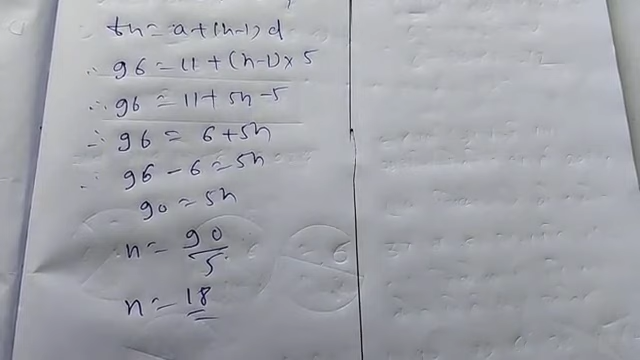 tn = a + (n-1) d
∴ 96 = 11 + (n-1) × 5
∴ 96 = 11 + 5n - 5
∴ 96 = 6 + 5n
∴ 96 - 6 = 5n
90 = 5n
n = 90/5
n = 18